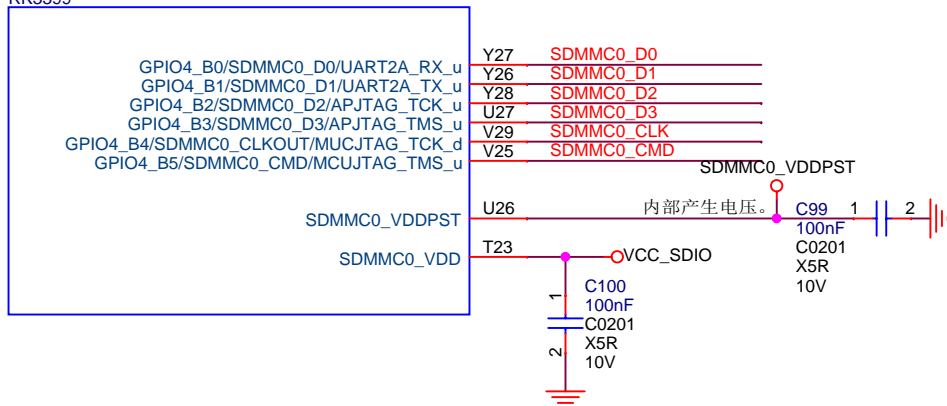 RK3399
GPIO4_B0/SDMMC0_D0/UART2A_RX_u Y27 SDMMC0_D0
GPIO4_B1/SDMMC0_D1/UART2A_TX_u Y26 SDMMC0_D1
GPIO4_B2/SDMMC0_D2/APJTAG_TCK_u Y28 SDMMC0_D2
GPIO4_B3/SDMMC0_D3/APJTAG_TMS_u U27 SDMMC0_D3
GPIO4_B4/SDMMC0_CLKOUT/MUCJTAG_TCK_d V29 SDMMC0_CLK
GPIO4_B5/SDMMC0_CMD/MCUJTAG_TMS_u V25 SDMMC0_CMD
SDMMC0_VDDPST
SDMMC0_VDDPST U26 内部产生电压。 C99 1 2
100nF
C0201
X5R
10V
SDMMC0_VDD T23 VCC_SDIO
1 C100
100nF
C0201
2 X5R
10V